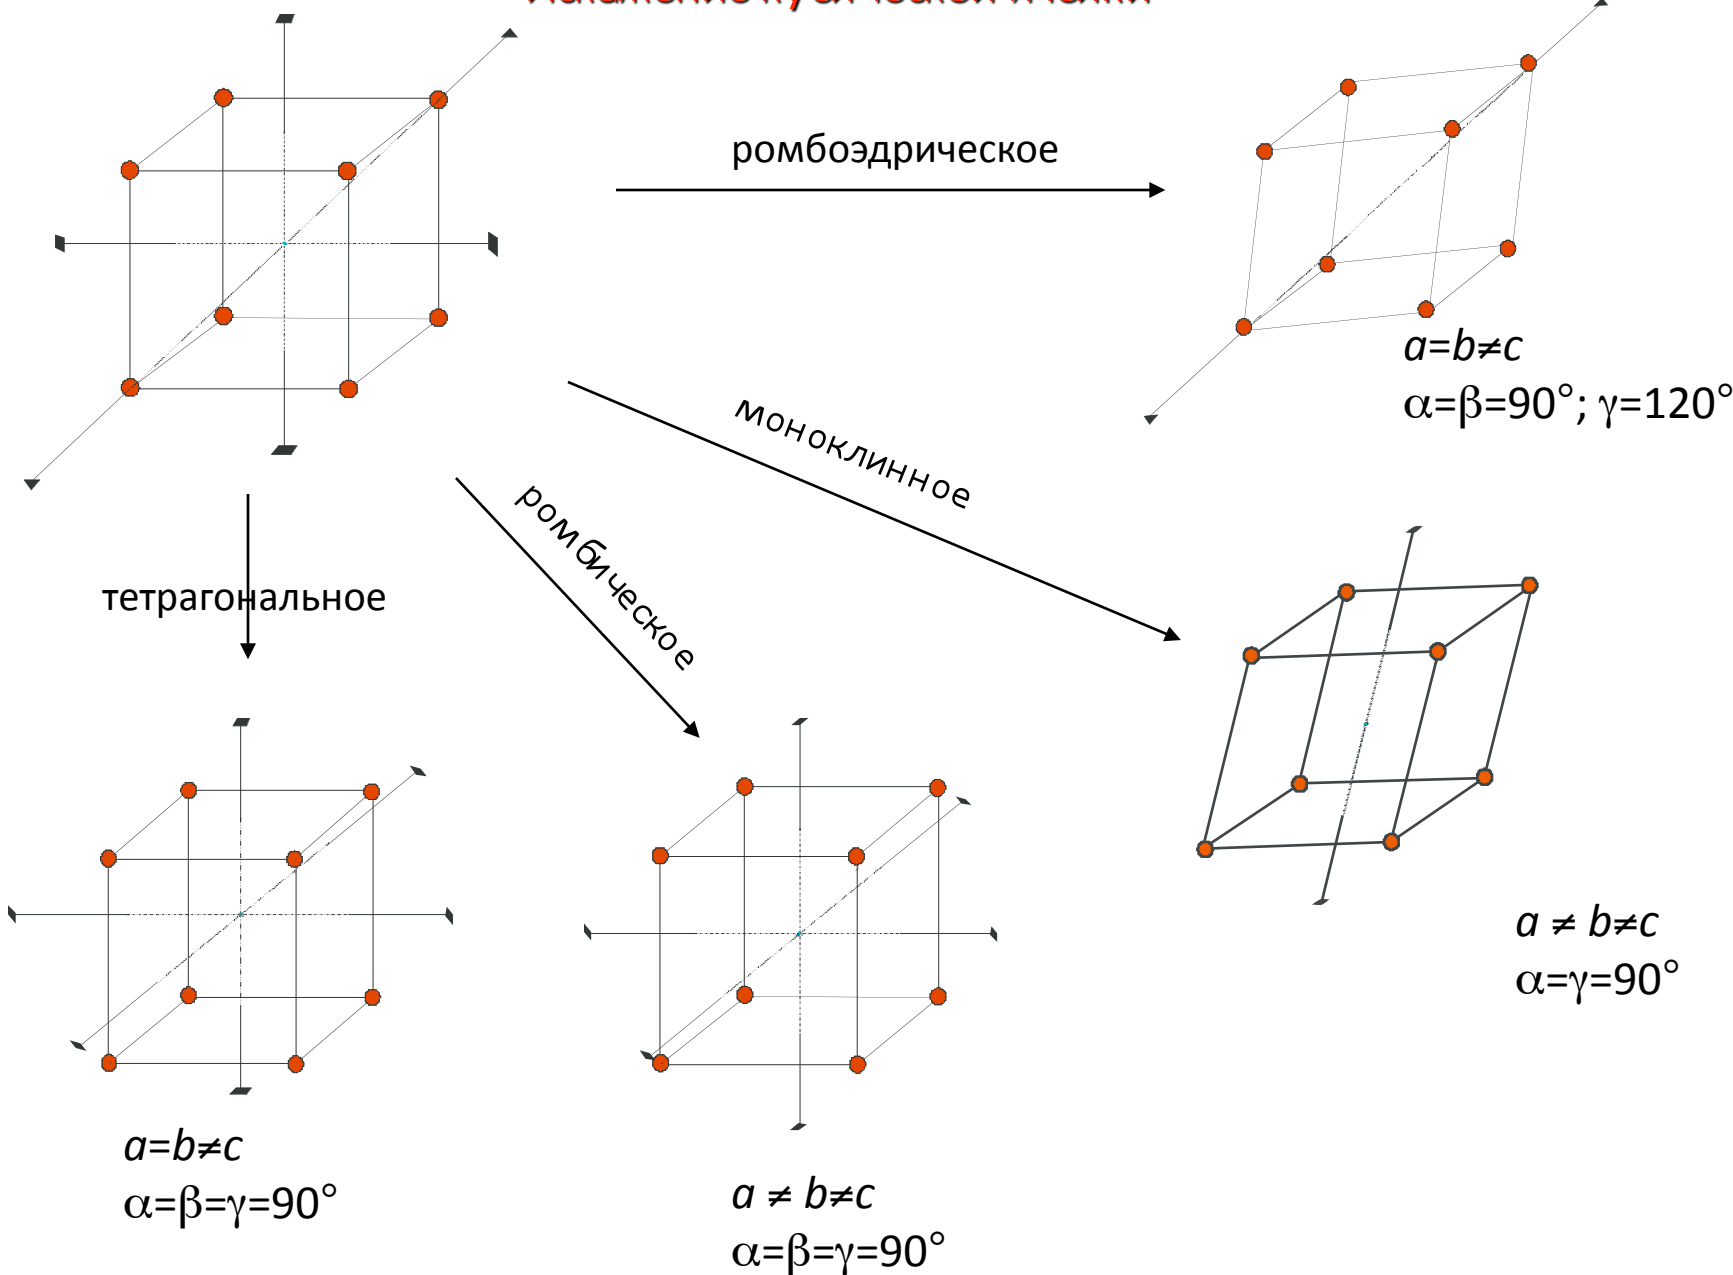 ромбоэдрическое
a=b≠c
α=β=90°; γ=120°
моноклинное
ромбическое
тетрагональное
a ≠ b≠c
α=γ=90°
a=b≠c
α=β=γ=90°
a ≠ b≠c
α=β=γ=90°